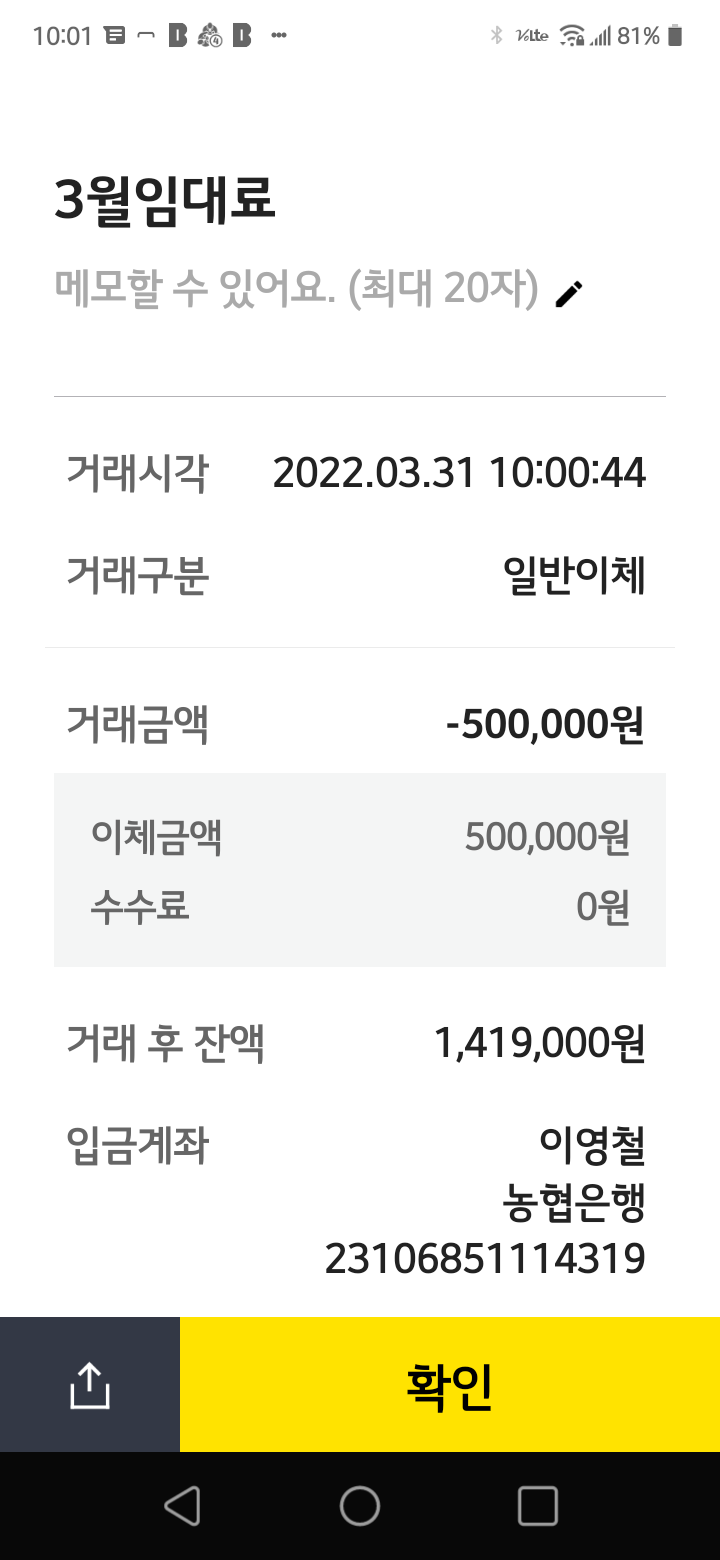 10:01 VoLte 81%
3월임대료
메모할 수 있어요. (최대 20자)
거래시각 2022.03.31 10:00:44
거래구분 일반이체
거래금액 -500,000원
이체금액 500,000원
수수료 0원
거래 후 잔액 1,419,000원
입금계좌 이영철
농협은행
23106851114319
확인